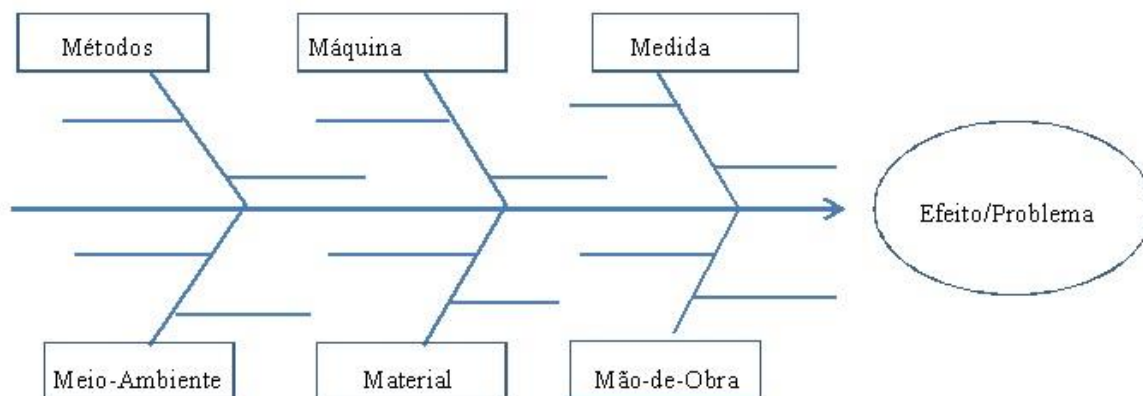 Métodos
Máquina
Medida
Efeito/Problema
Meio-Ambiente
Material
Mão-de-Obra